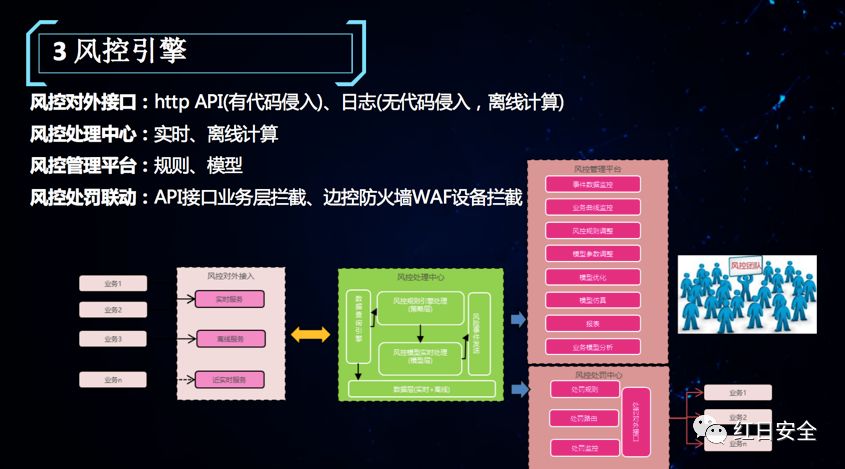 3 风控引擎
风控对外接口：http API(有代码侵入)、日志(无代码侵入，离线计算)
风控处理中心：实时、离线计算
风控管理平台：规则、模型
风控处罚联动：API接口业务层拦截、边控防火墙WAF设备拦截
业务1
业务2
业务3
业务n
风控对外接入
实时服务
离线服务
近实时服务
风控处理中心
数据查询引擎
风控规则引擎处理
(策略层)
风控模型实时处理
(模型层)
风险事件发送
数据层(实时+离线)
风控管理平台
事件数据监控
业务曲线监控
风控规则调整
模型参数调整
模型优化
模型仿真
报表
业务模型分析
风控团队
风控处罚中心
处罚规则
处罚路由
处罚监控
业务1
业务2
业务n
红日安全